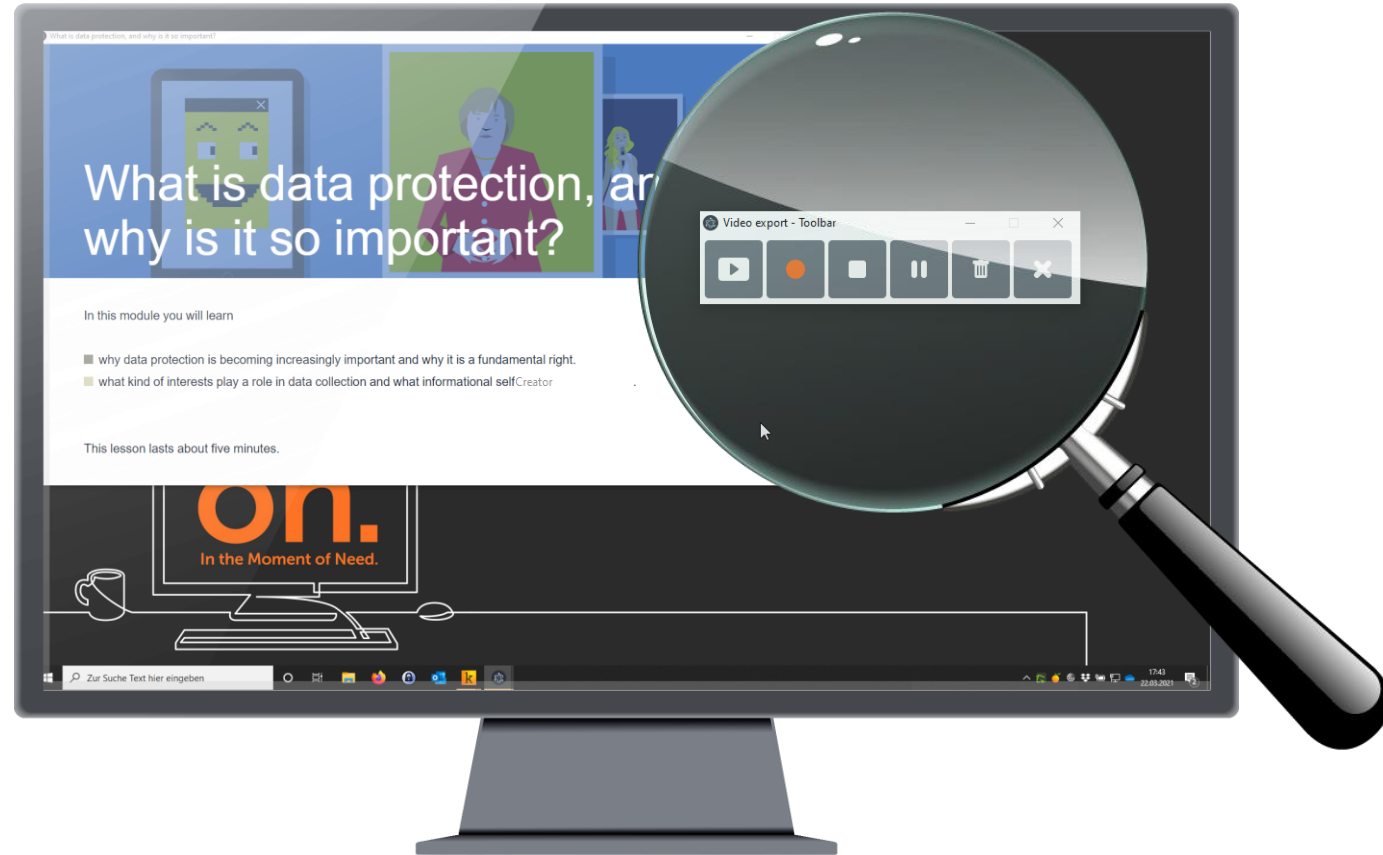 What is data protection, and why is it so important?
What is data protection, an
why is it so important?
Video export - Toolbar
In this module you will learn
why data protection is becoming increasingly important and why it is a fundamental right.
what kind of interests play a role in data collection and what informational selfCreator .
This lesson lasts about five minutes.
on.
In the Moment of Need.
Zur Suche Text hier eingeben
k
17:43
22.03.2021
2